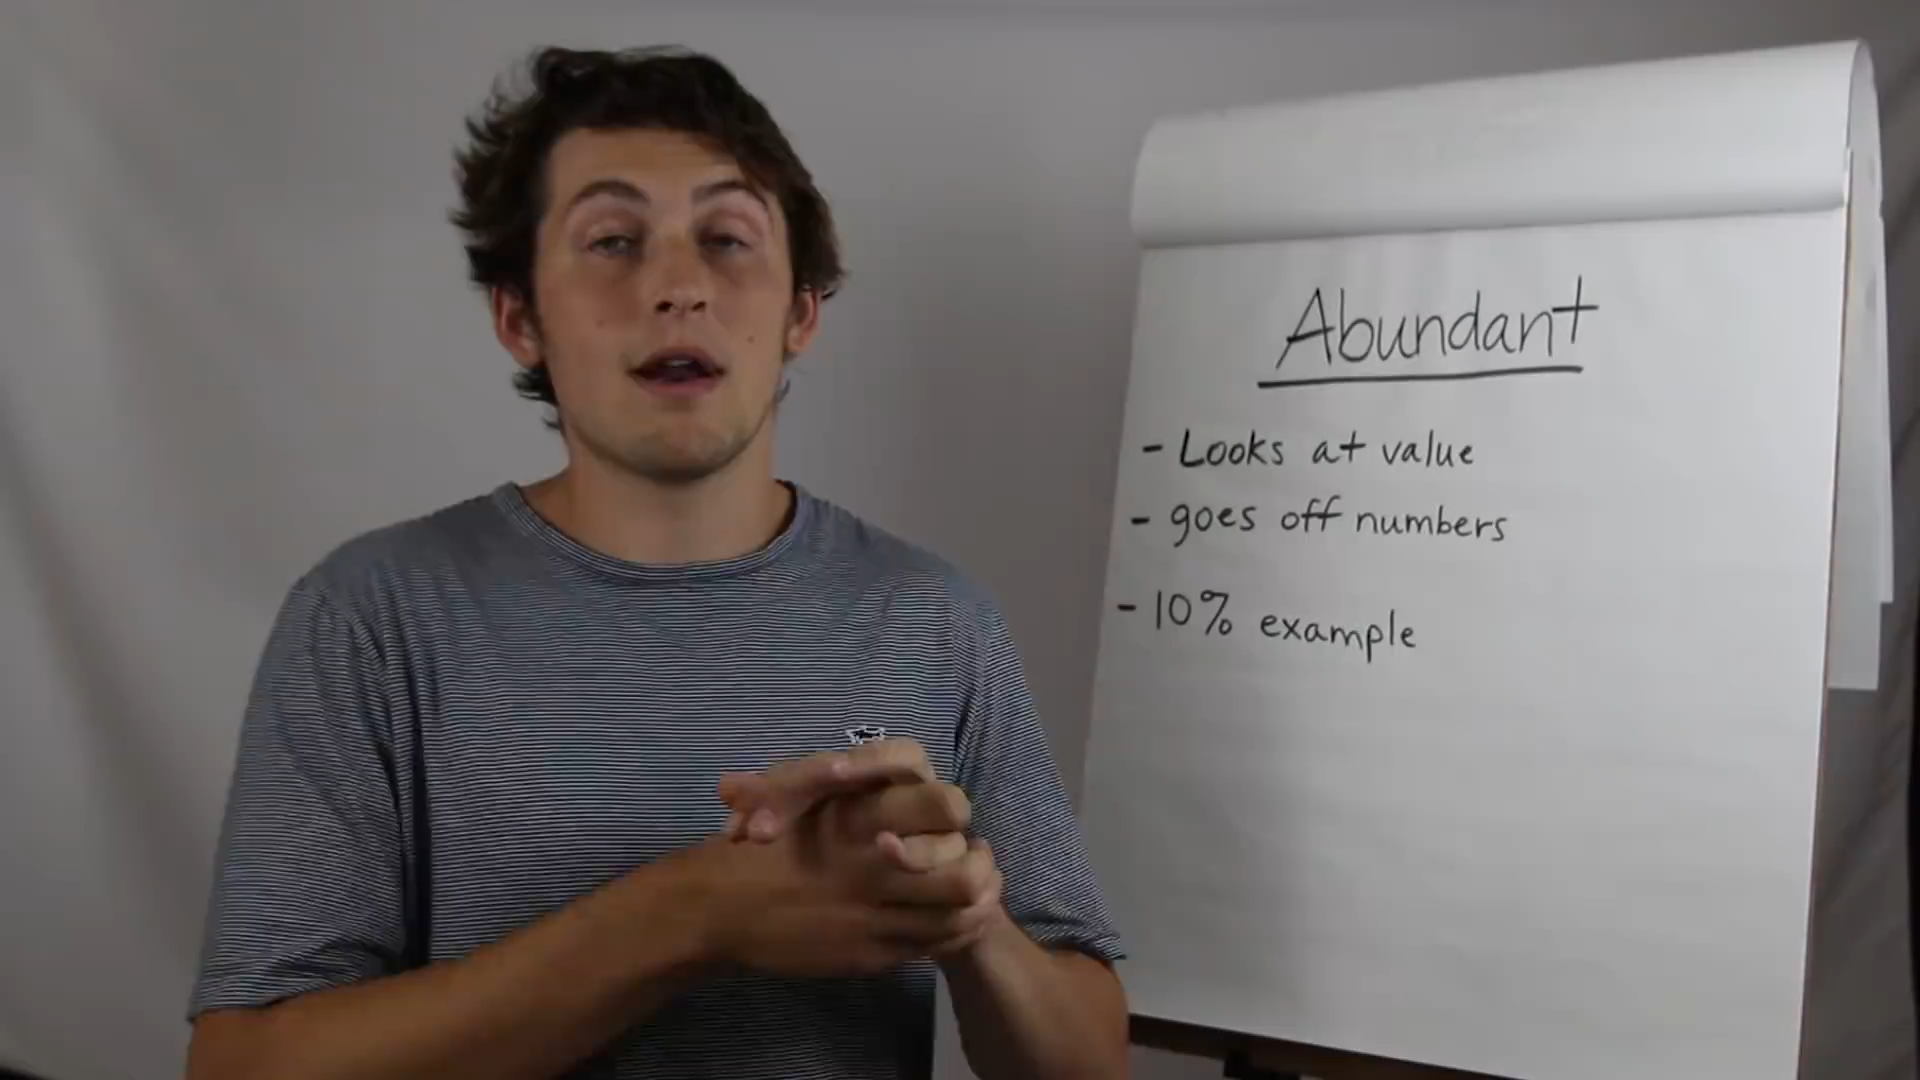 Abundant
- Looks at value
- goes off numbers
- 10% example